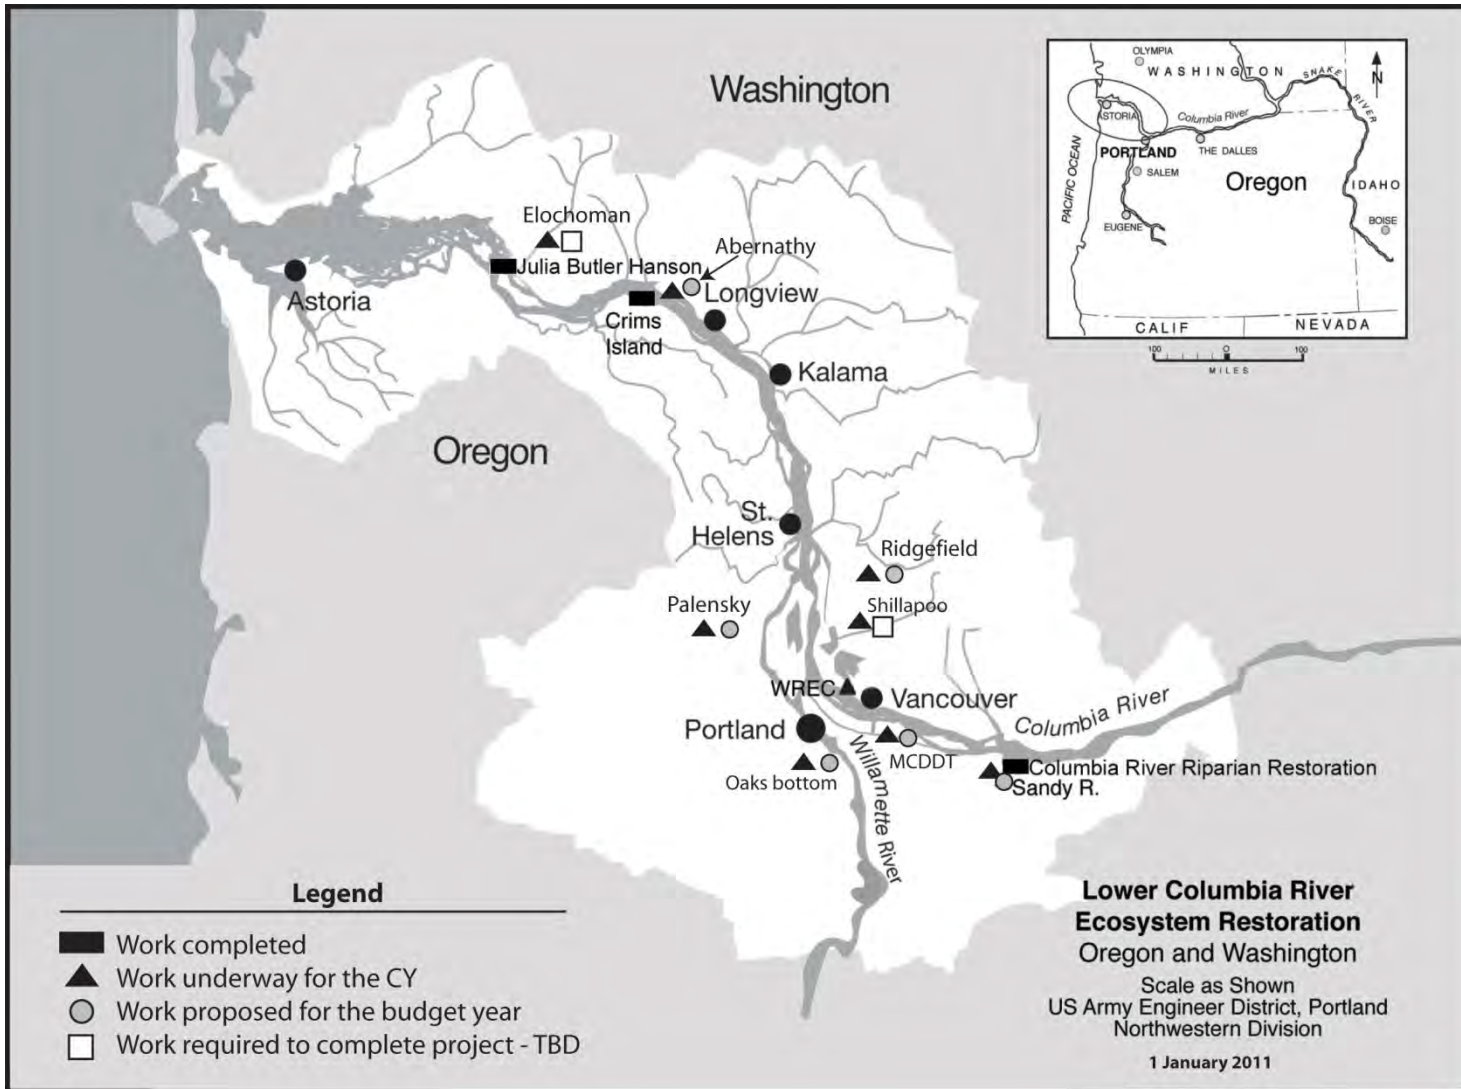 Washington
Elochoman
Abernathy
Julia Butler Hanson
Astoria
Longview
Crims
Island
Kalama
Oregon
St.
Helens
Ridgefield
Palensky
Shillapoo
WREC
Vancouver
Portland
Columbia River
Willamette River
MCDDT
Oaks bottom
Columbia River Riparian Restoration
Sandy R.
OLYMPIA
WASHINGTON
SNAKE RIVER
N
ASTORIA
Columbia River
PORTLAND
THE DALLES
PACIFIC OCEAN
SALEM
Oregon
IDAHO
EUGENE
BOISE
CALIF
NEVADA
100 0 100
MILES
Legend
Work completed
Work underway for the CY
Work proposed for the budget year
Work required to complete project - TBD
Lower Columbia River
Ecosystem Restoration
Oregon and Washington
Scale as Shown
US Army Engineer District, Portland
Northwestern Division
1 January 2011